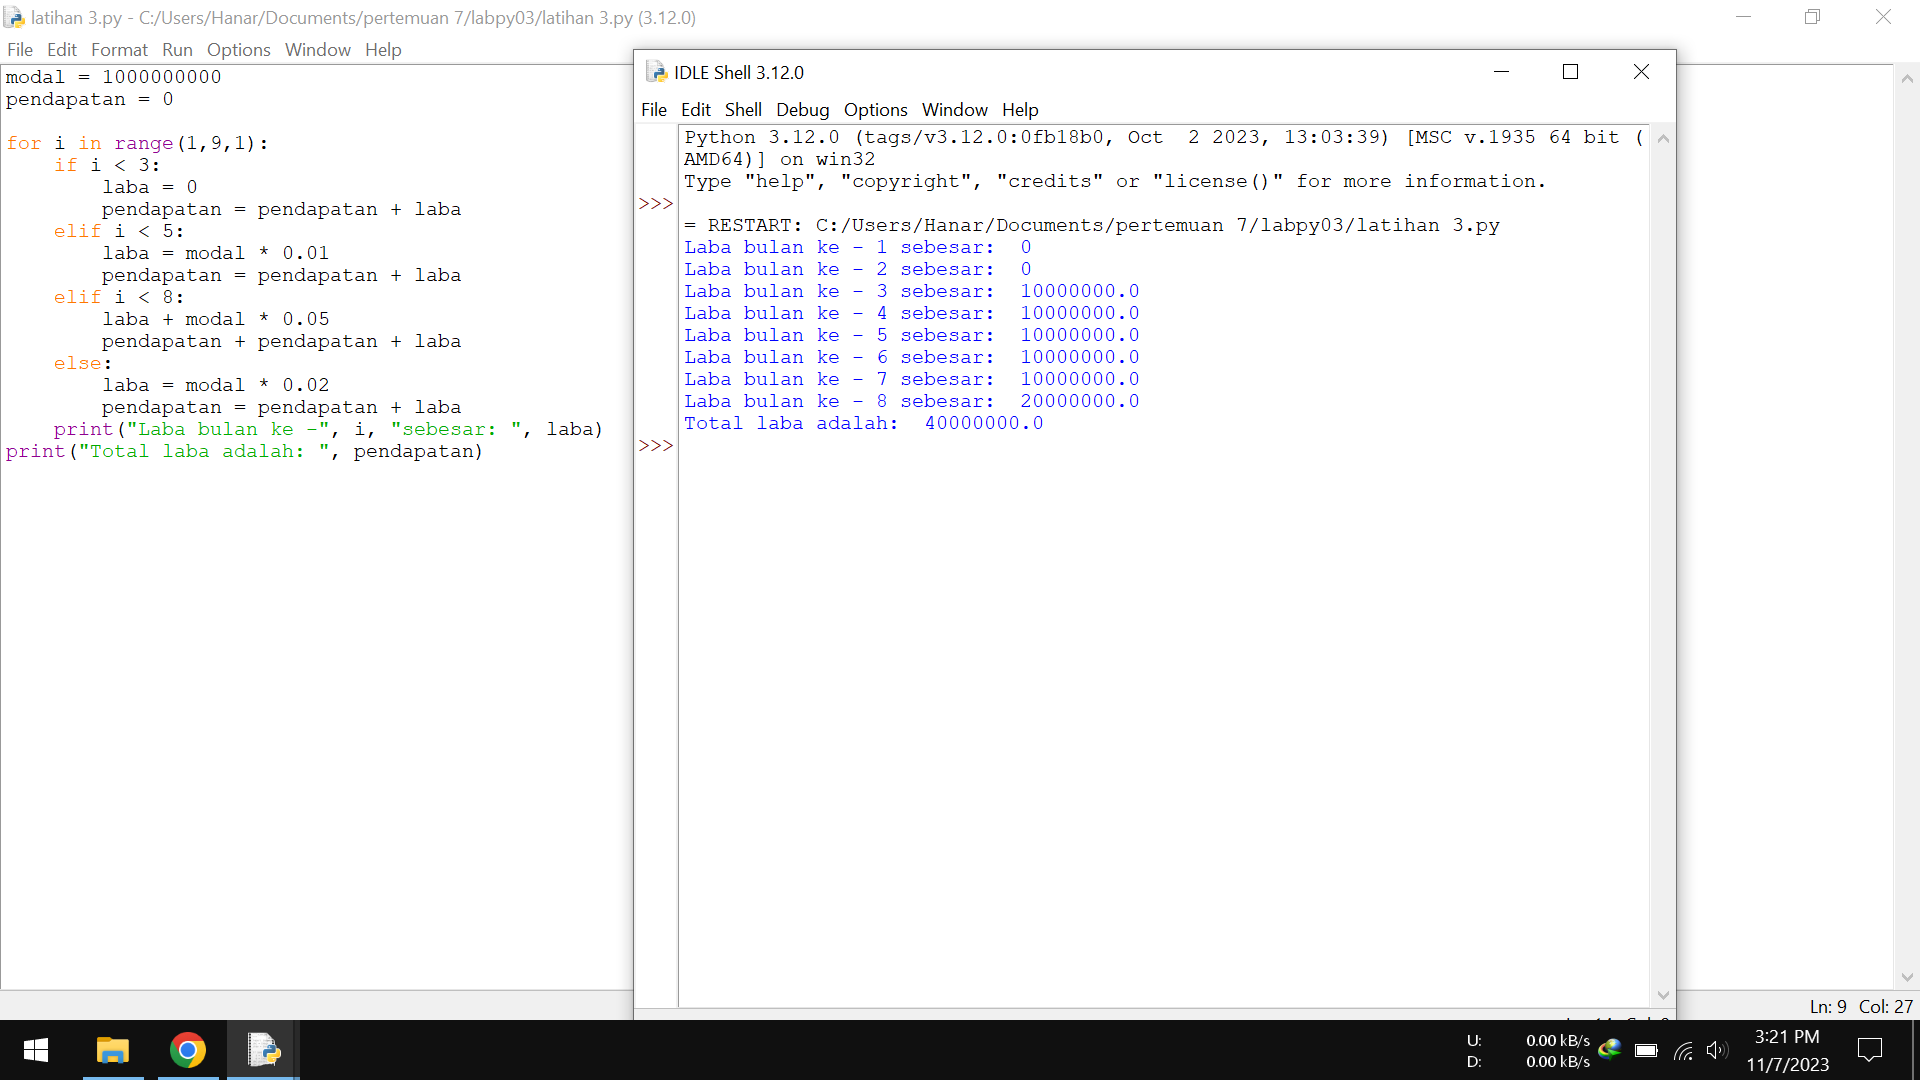 latihan 3.py - C:/Users/Hanar/Documents/pertemuan 7/labpy03/latihan 3.py (3.12.0)
File Edit Format Run Options Window Help
modal = 1000000000
pendapatan = 0
for i in range(1,9,1):
    if i < 3:
        laba = 0
        pendapatan = pendapatan + laba
    elif i < 5:
        laba = modal * 0.01
        pendapatan = pendapatan + laba
    elif i < 8:
        laba + modal * 0.05
        pendapatan + pendapatan + laba
    else:
        laba = modal * 0.02
        pendapatan = pendapatan + laba
    print("Laba bulan ke -", i, "sebesar: ", laba)
print("Total laba adalah: ", pendapatan)
IDLE Shell 3.12.0
File Edit Shell Debug Options Window Help
Python 3.12.0 (tags/v3.12.0:0fb18b0, Oct  2 2023, 13:03:39) [MSC v.1935 64 bit (
AMD64)] on win32
Type "help", "copyright", "credits" or "license()" for more information.
>>>
= RESTART: C:/Users/Hanar/Documents/pertemuan 7/labpy03/latihan 3.py
Laba bulan ke - 1 sebesar:  0
Laba bulan ke - 2 sebesar:  0
Laba bulan ke - 3 sebesar:  10000000.0
Laba bulan ke - 4 sebesar:  10000000.0
Laba bulan ke - 5 sebesar:  10000000.0
Laba bulan ke - 6 sebesar:  10000000.0
Laba bulan ke - 7 sebesar:  10000000.0
Laba bulan ke - 8 sebesar:  20000000.0
Total laba adalah:  40000000.0
>>>
Ln: 9 Col: 27
U: 0.00 kB/s
D: 0.00 kB/s
3:21 PM
11/7/2023